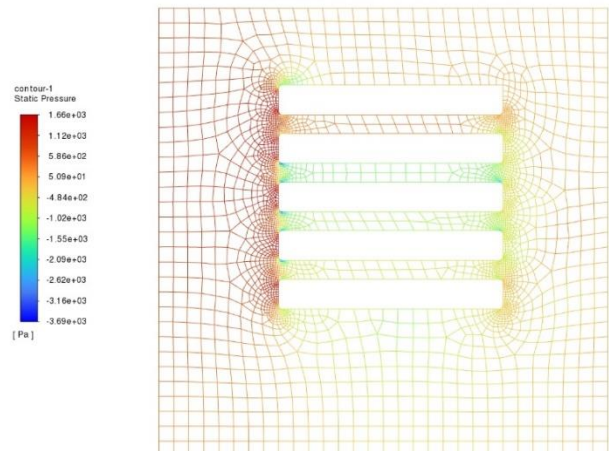 contour-1
Static Pressure
1.66e+03
1.12e+03
5.86e+02
5.09e+01
-4.84e+02
-1.02e+03
-1.55e+03
-2.09e+03
-2.62e+03
-3.16e+03
-3.69e+03
[ Pa ]